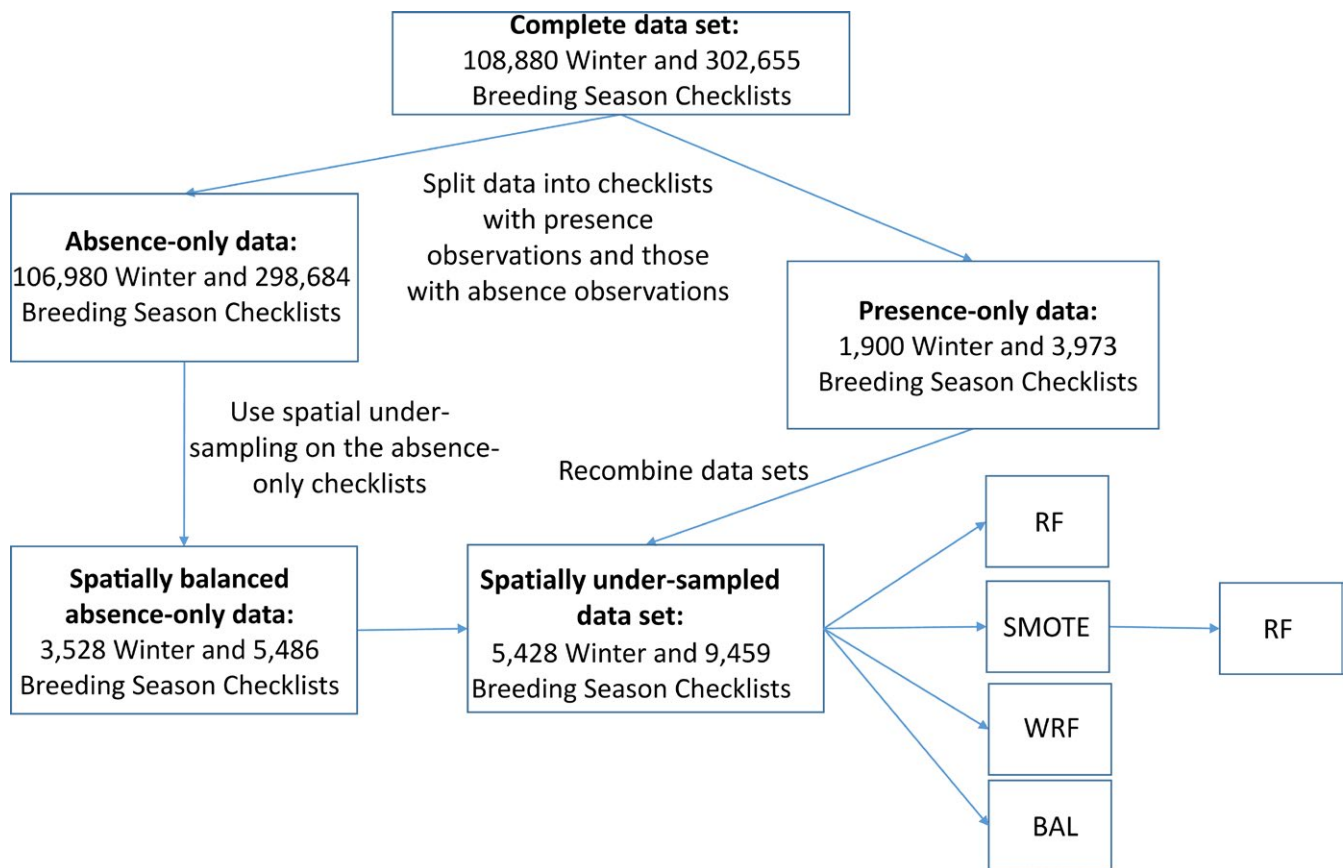 Complete data set:
108,880 Winter and 302,655
Breeding Season Checklists
Split data into checklists
with presence
observations and those
with absence observations
Absence-only data:
106,980 Winter and 298,684
Breeding Season Checklists
Presence-only data:
1,900 Winter and 3,973
Breeding Season Checklists
Use spatial under-
sampling on the absence-
only checklists
Recombine data sets
Spatially balanced
absence-only data:
3,528 Winter and 5,486
Breeding Season Checklists
Spatially under-sampled
data set:
5,428 Winter and 9,459
Breeding Season Checklists
RF
SMOTE
RF
WRF
BAL